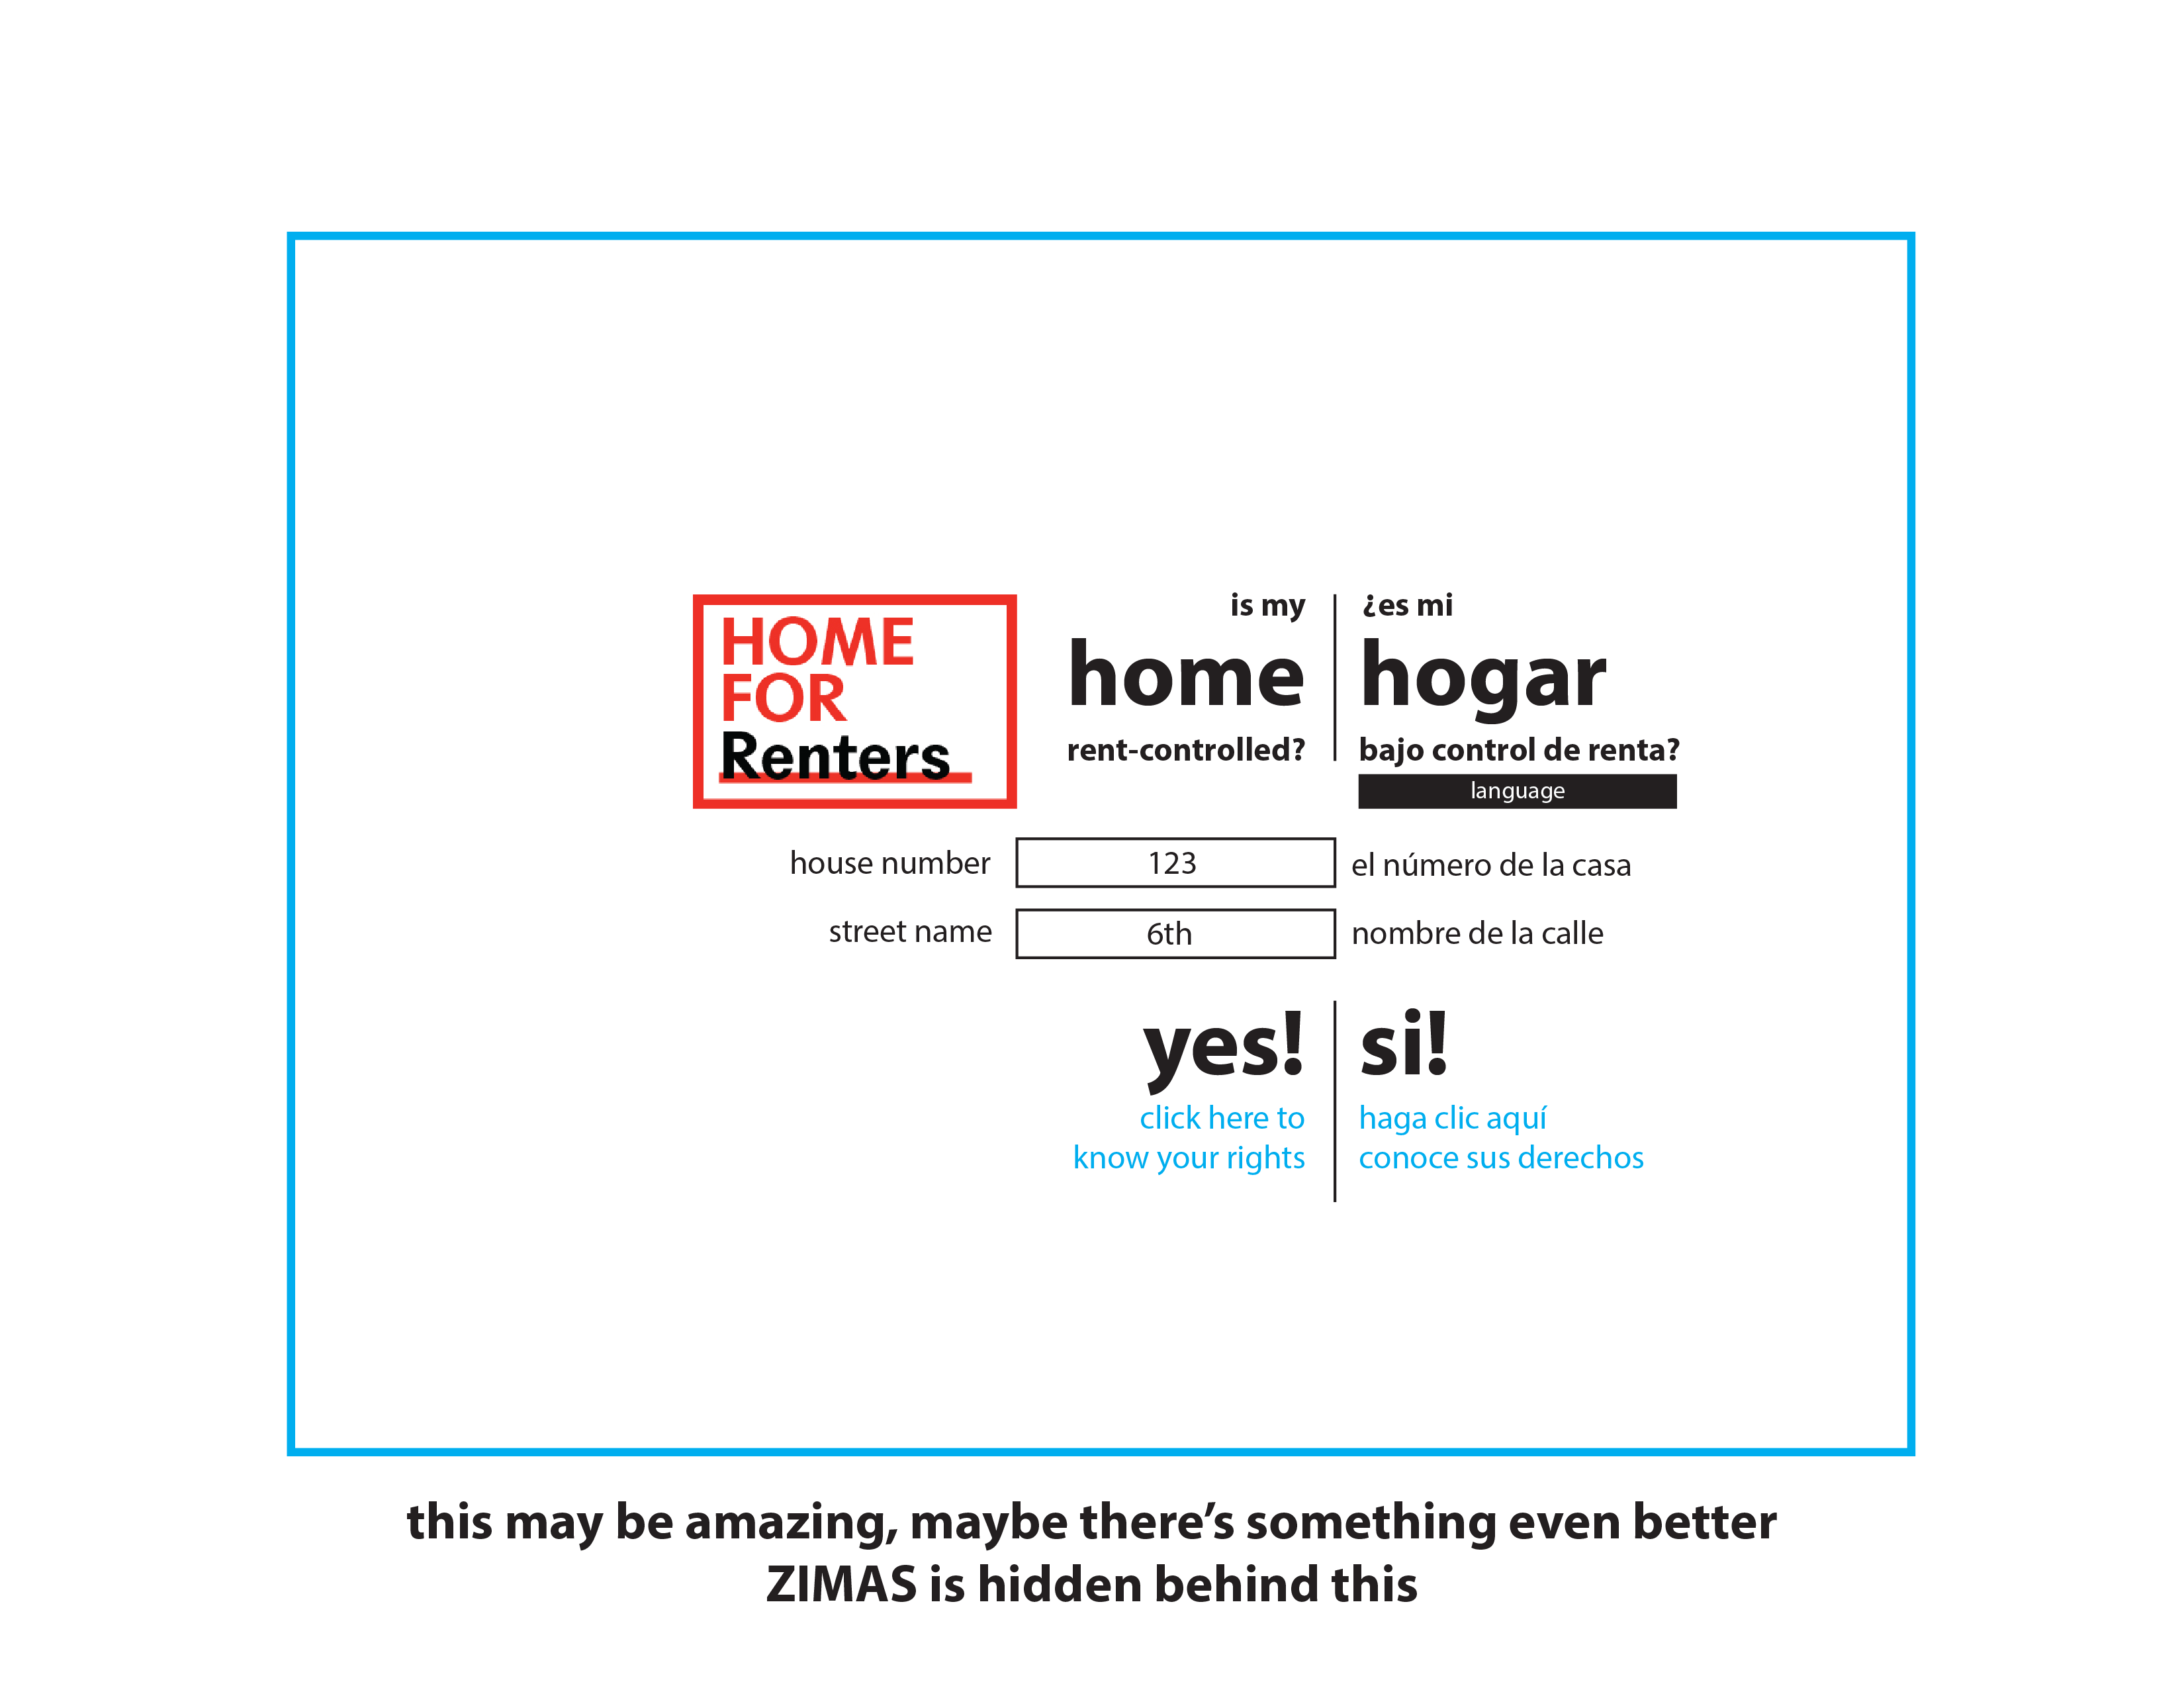 HOME
FOR
Renters
is my
home
rent-controlled?
¿es mi
hogar
bajo control de renta?
language
house number
123
el número de la casa
street name
6th
nombre de la calle
yes!
click here to
know your rights
si!
haga clic aquí
conoce sus derechos
this may be amazing, maybe there’s something even better
ZIMAS is hidden behind this